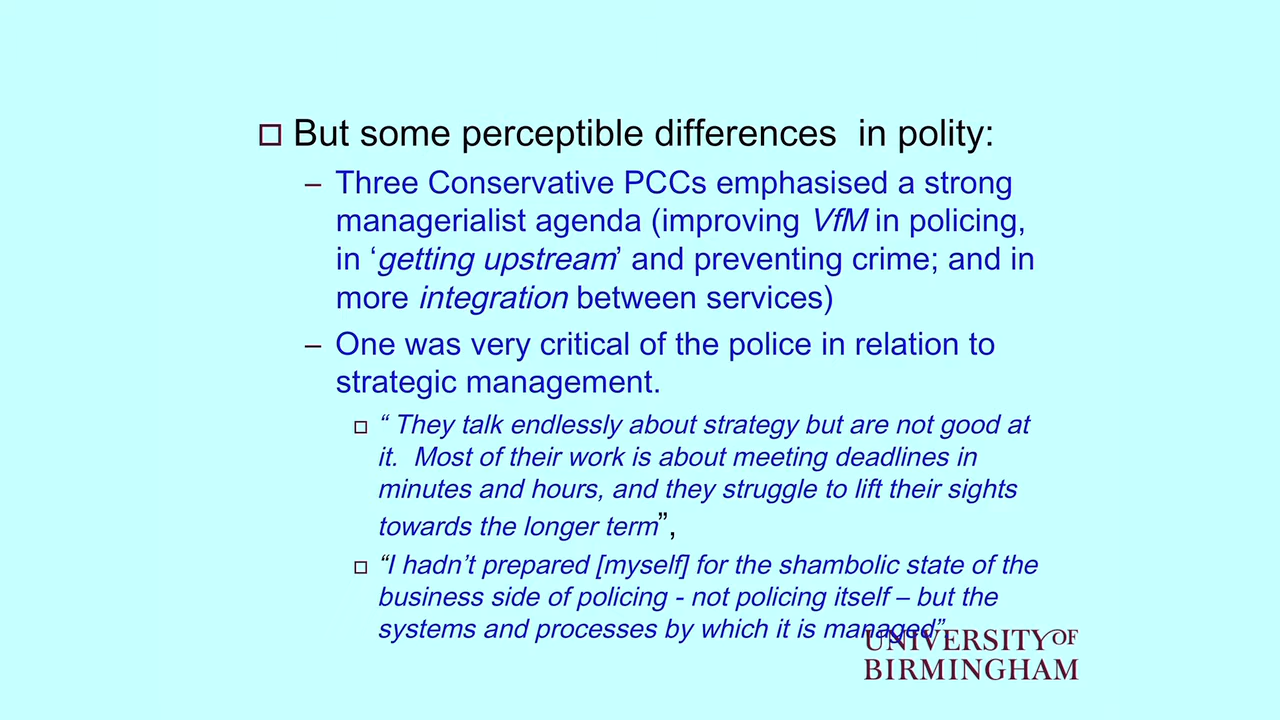 But some perceptible differences  in polity:
– Three Conservative PCCs emphasised a strong
managerialist agenda (improving VfM in policing,
in ‘getting upstream’ and preventing crime; and in
more integration between services)
– One was very critical of the police in relation to
strategic management.
“ They talk endlessly about strategy but are not good at
it.  Most of their work is about meeting deadlines in
minutes and hours, and they struggle to lift their sights
towards the longer term”,
“I hadn’t prepared [myself] for the shambolic state of the
business side of policing - not policing itself – but the
systems and processes by which it is managed”
UNIVERSITY OF
BIRMINGHAM